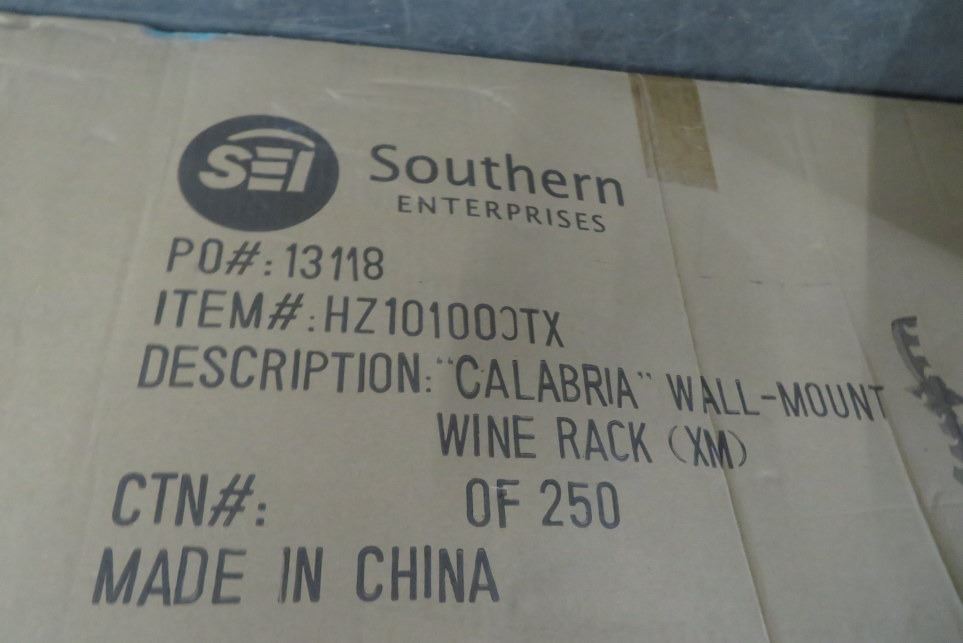 SEI
Southern
ENTERPRISES
PO#: 13118
ITEM#: HZ101000TX
DESCRIPTION: "CALABRIA" WALL-MOUNT
WINE RACK (XM)
CTN#: OF 250
MADE IN CHINA